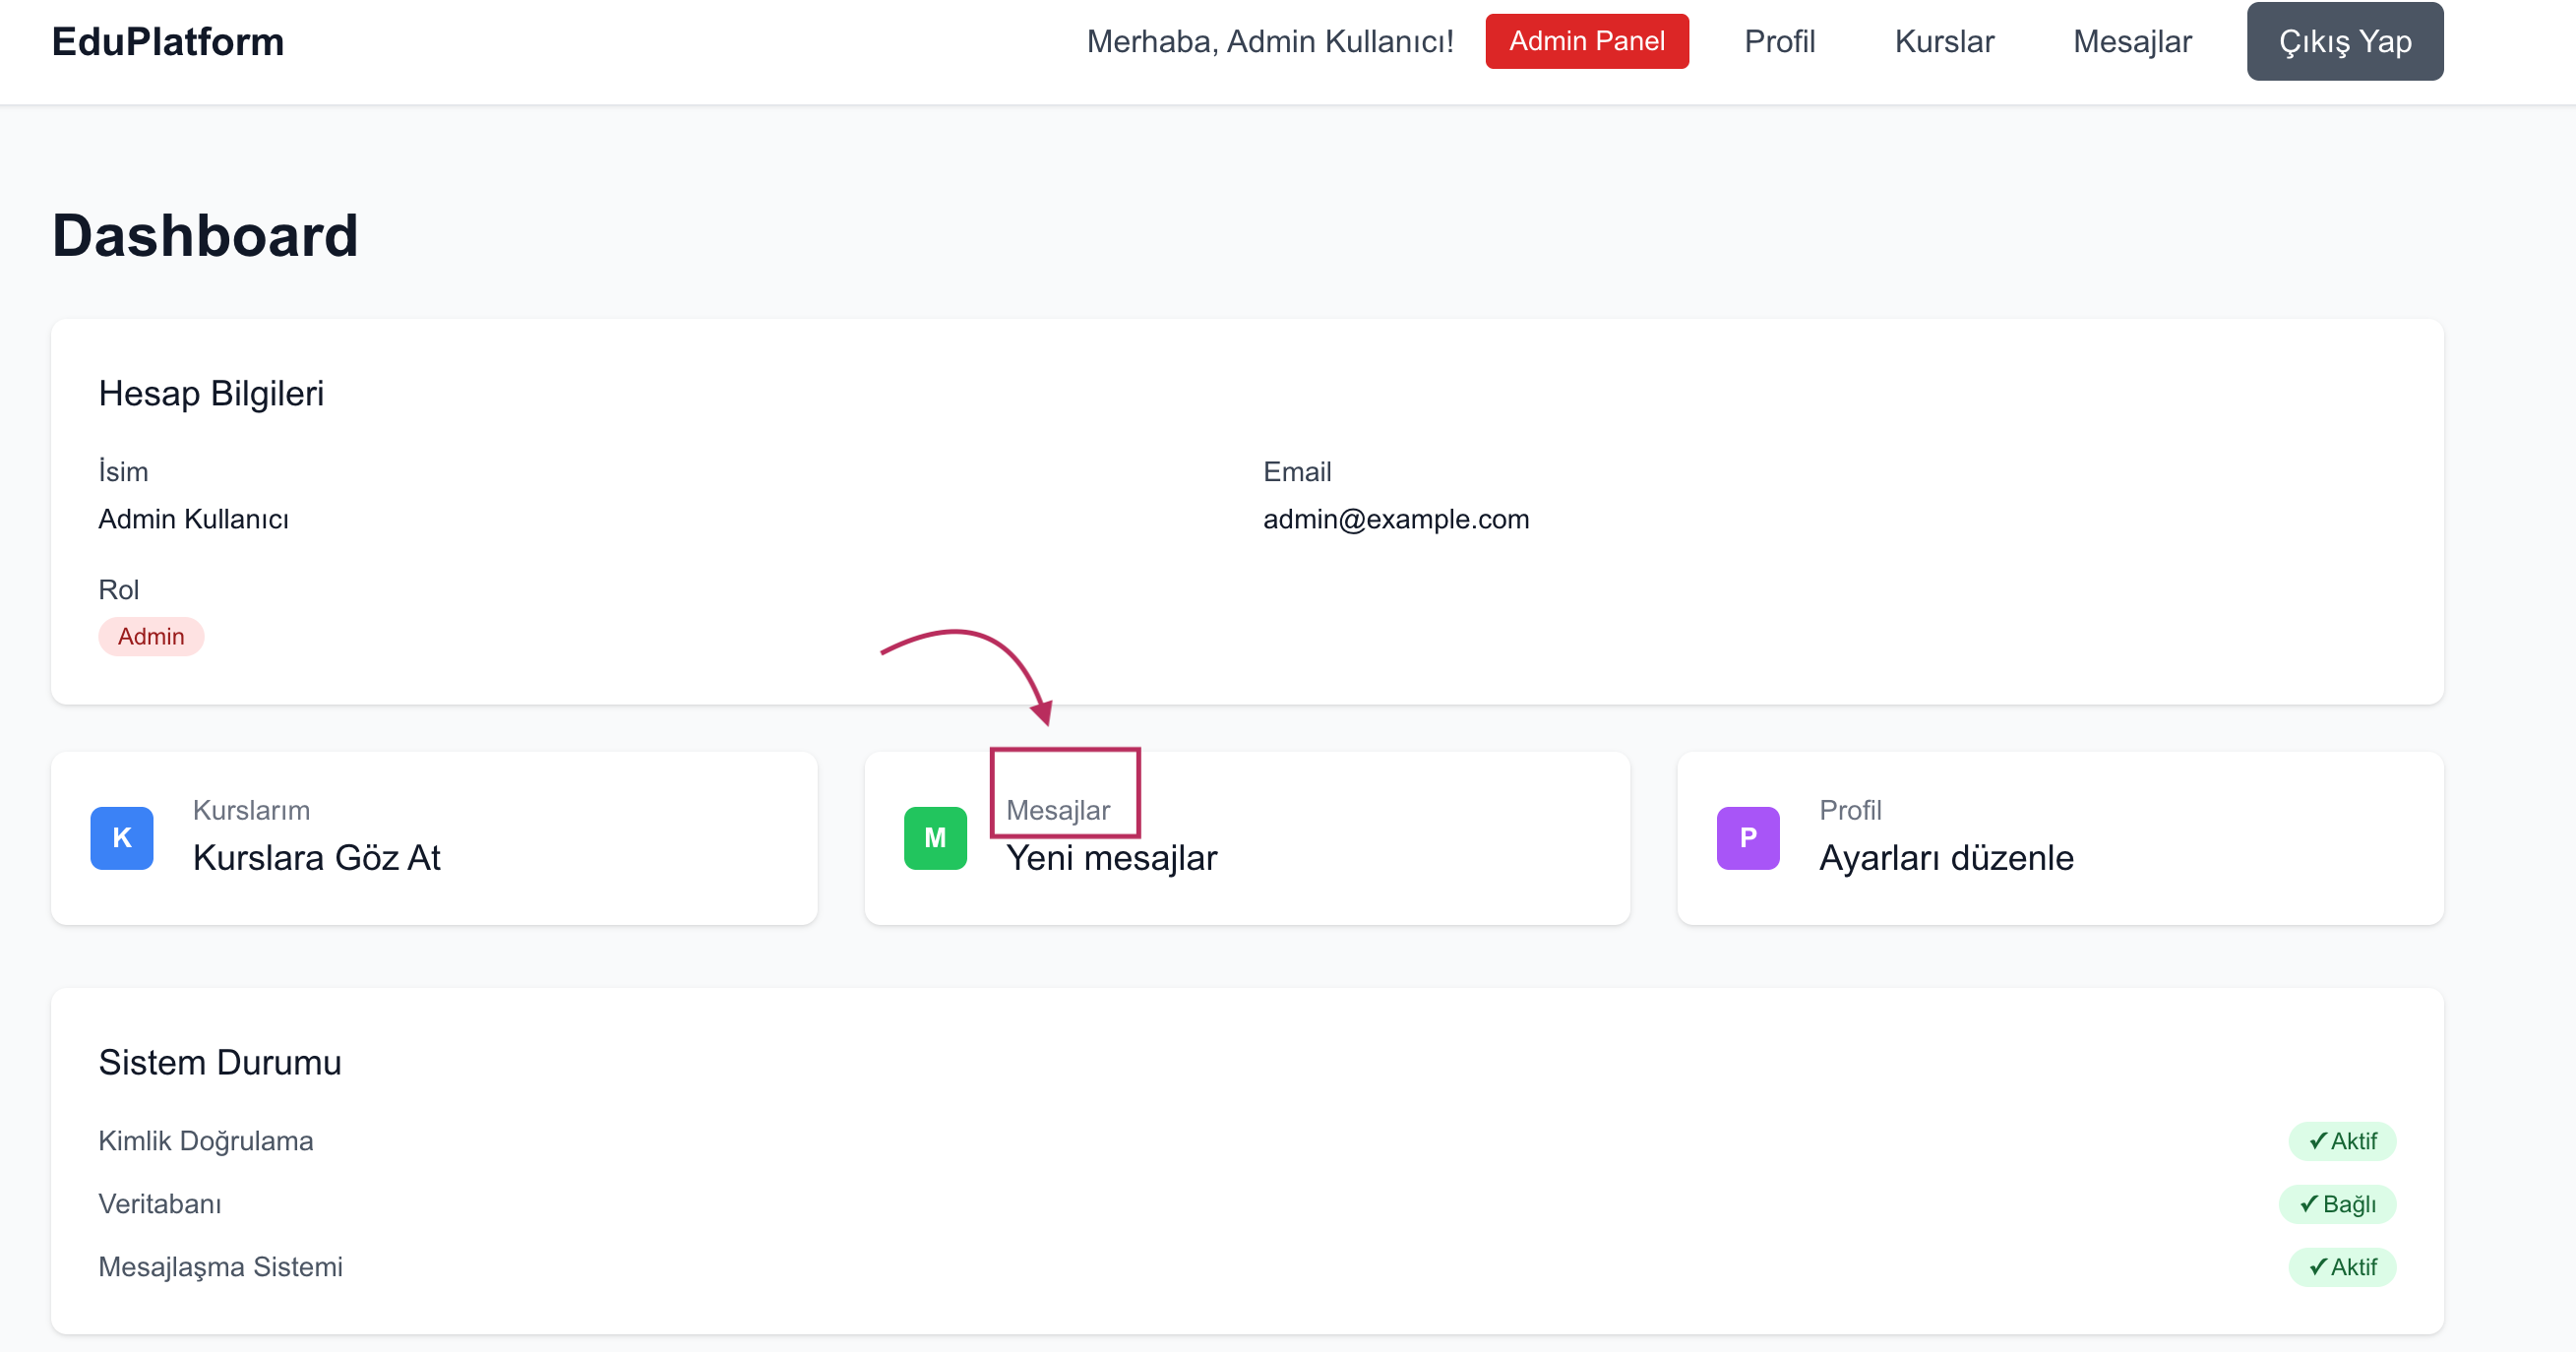 EduPlatform
Merhaba, Admin Kullanıcı!
Admin Panel
Profil
Kurslar
Mesajlar
Çıkış Yap
Dashboard
Hesap Bilgileri
İsim
Admin Kullanıcı
Email
admin@example.com
Rol
Admin
K
Kurslarım
Kurslara Göz At
M
Mesajlar
Yeni mesajlar
P
Profil
Ayarları düzenle
Sistem Durumu
Kimlik Doğrulama
✓ Aktif
Veritabanı
✓ Bağlı
Mesajlaşma Sistemi
✓ Aktif